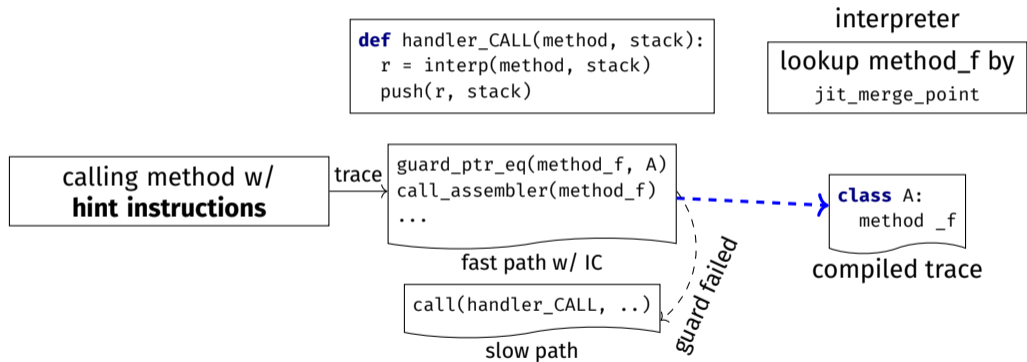 def handler_CALL(method, stack):
r = interp(method, stack)
push(r, stack)
interpreter
lookup method_f by
jit_merge_point
calling method w/
hint instructions
trace
guard_ptr_eq(method_f, A)
call_assembler(method_f)
...
fast path w/ IC
class A:
method _f
compiled trace
guard failed
call(handler_CALL, ..)
slow path